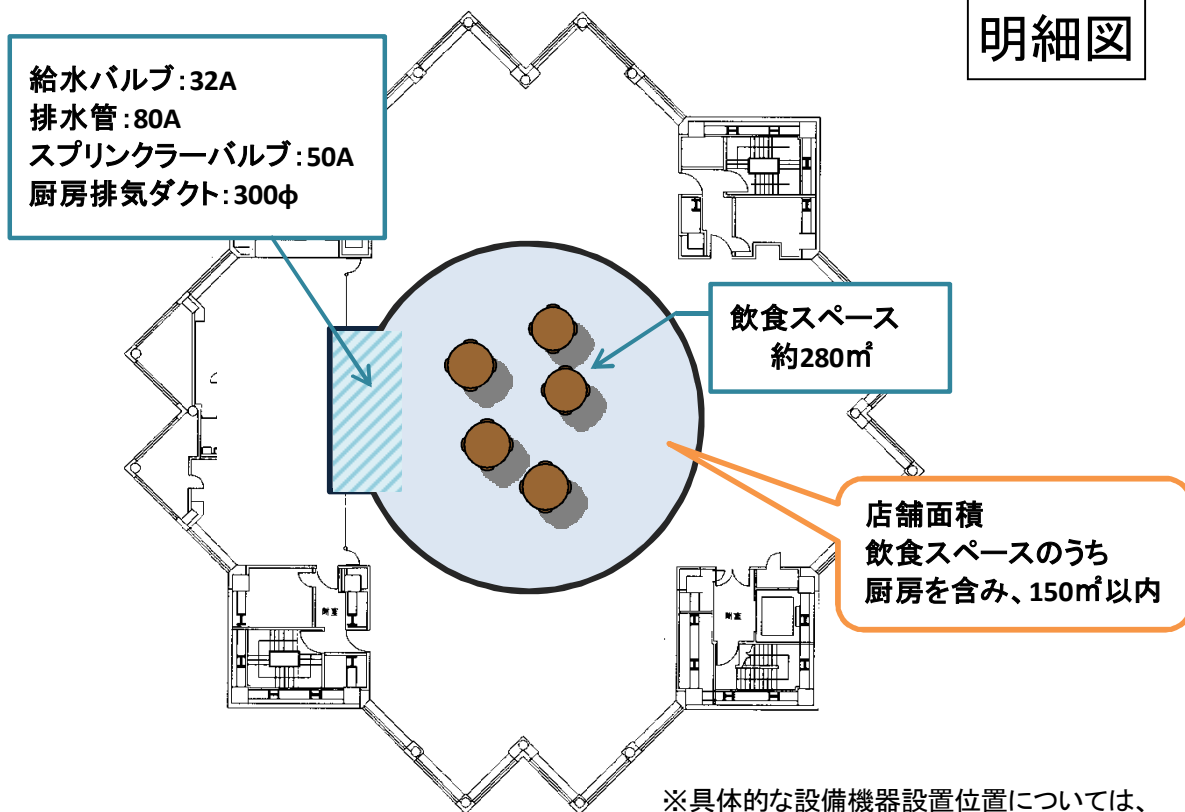 明細図
給水バルブ:32A
排水管:80A
スプリンクラーバルブ:50A
厨房排気ダクト:300φ
飲食スペース
約280㎡
店舗面積
飲食スペースのうち
厨房を含み、150㎡以内
附室
附室
※具体的な設備機器設置位置については、